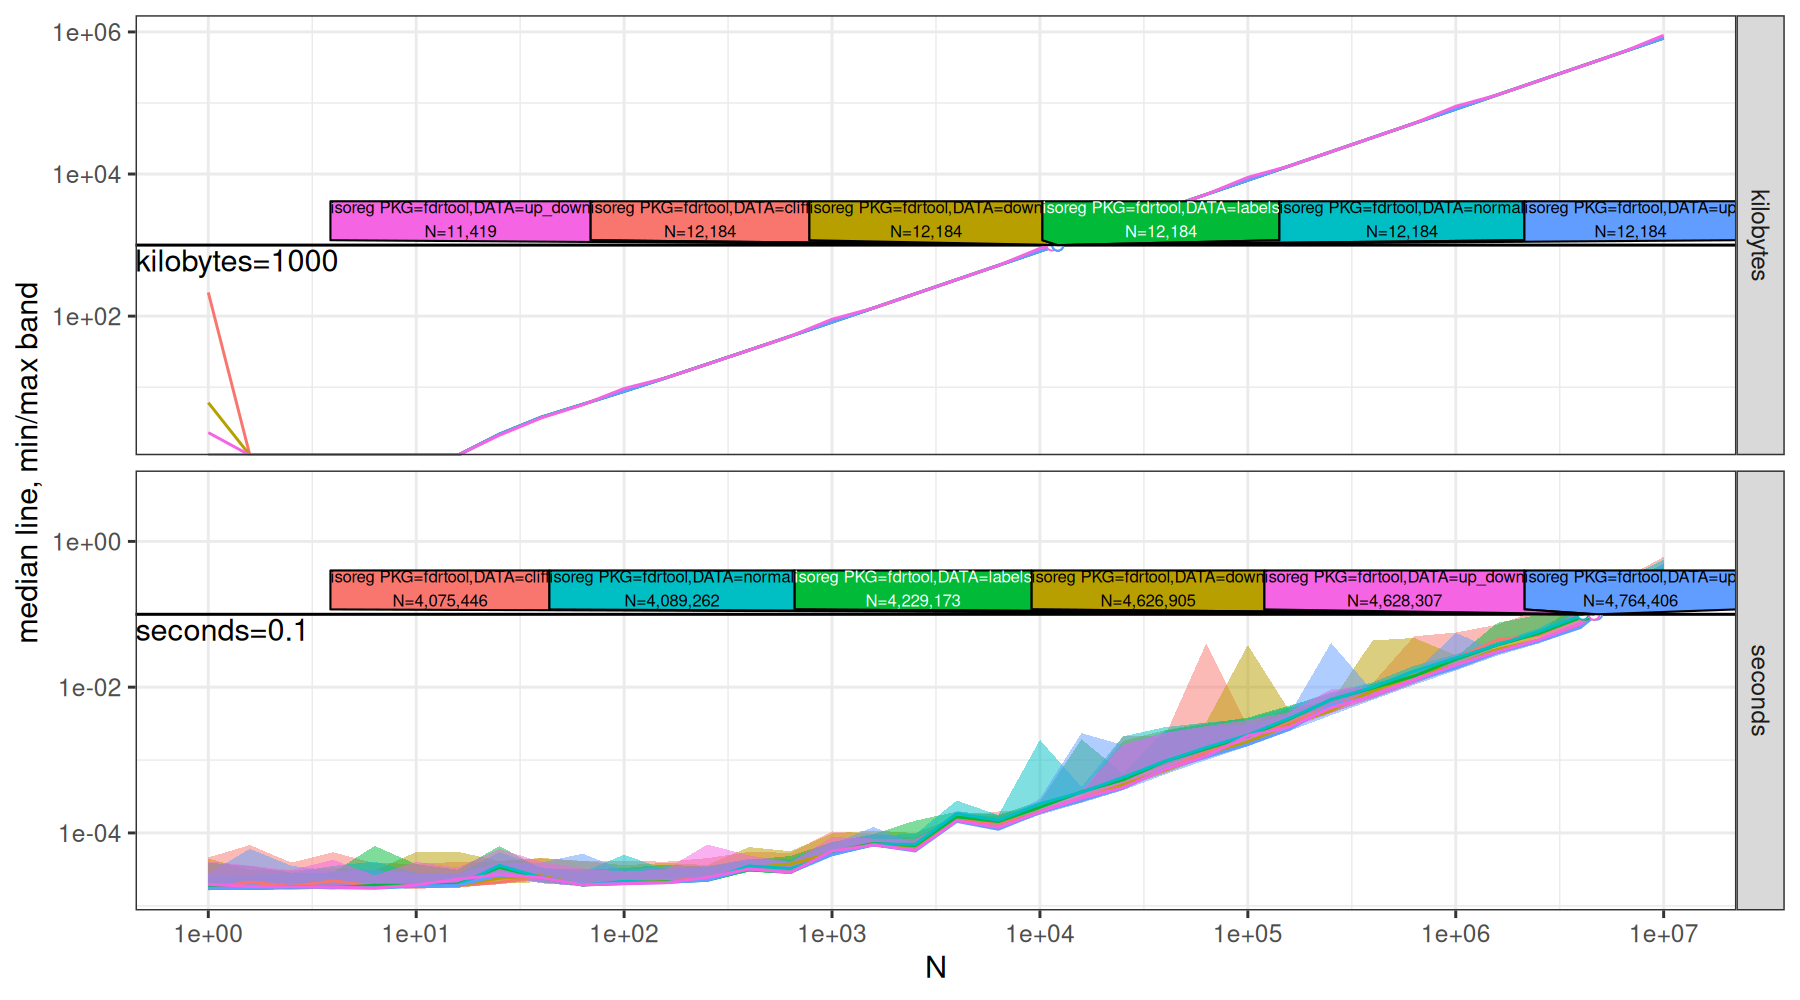 1e+06
1e+04
1e+02
isoreg PKG=fdrtool,DATA=up_down
N=11,419
isoreg PKG=fdrtool,DATA=cliff
N=12,184
isoreg PKG=fdrtool,DATA=down
N=12,184
isoreg PKG=fdrtool,DATA=labels
N=12,184
isoreg PKG=fdrtool,DATA=normal
N=12,184
isoreg PKG=fdrtool,DATA=up
N=12,184
kilobytes=1000
kilobytes
median line, min/max band
1e+00
1e-02
1e-04
isoreg PKG=fdrtool,DATA=cliff
N=4,075,446
isoreg PKG=fdrtool,DATA=normal
N=4,089,262
isoreg PKG=fdrtool,DATA=labels
N=4,229,173
isoreg PKG=fdrtool,DATA=down
N=4,626,905
isoreg PKG=fdrtool,DATA=up_down
N=4,628,307
isoreg PKG=fdrtool,DATA=up
N=4,764,406
seconds=0.1
seconds
1e+00
1e+01
1e+02
1e+03
1e+04
1e+05
1e+06
1e+07
N